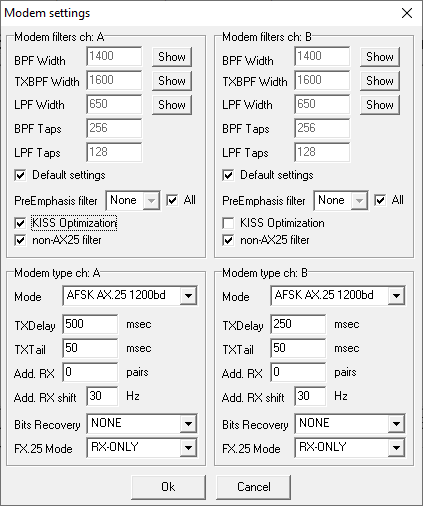 Modem settings
Modem filters ch: A
BPF Width 1400 Show
TXBPF Width 1600 Show
LPF Width 650 Show
BPF Taps 256
LPF Taps 128
Default settings
PreEmphasis filter None All
KISS Optimization
non-AX25 filter
Modem filters ch: B
BPF Width 1400 Show
TXBPF Width 1600 Show
LPF Width 650 Show
BPF Taps 256
LPF Taps 128
Default settings
PreEmphasis filter None All
KISS Optimization
non-AX25 filter
Modem type ch: A
Mode AFSK AX.25 1200bd
TXDelay 500 msec
TXTail 50 msec
Add. RX 0 pairs
Add. RX shift 30 Hz
Bits Recovery NONE
FX.25 Mode RX-ONLY
Modem type ch: B
Mode AFSK AX.25 1200bd
TXDelay 250 msec
TXTail 50 msec
Add. RX 0 pairs
Add. RX shift 30 Hz
Bits Recovery NONE
FX.25 Mode RX-ONLY
Ok Cancel